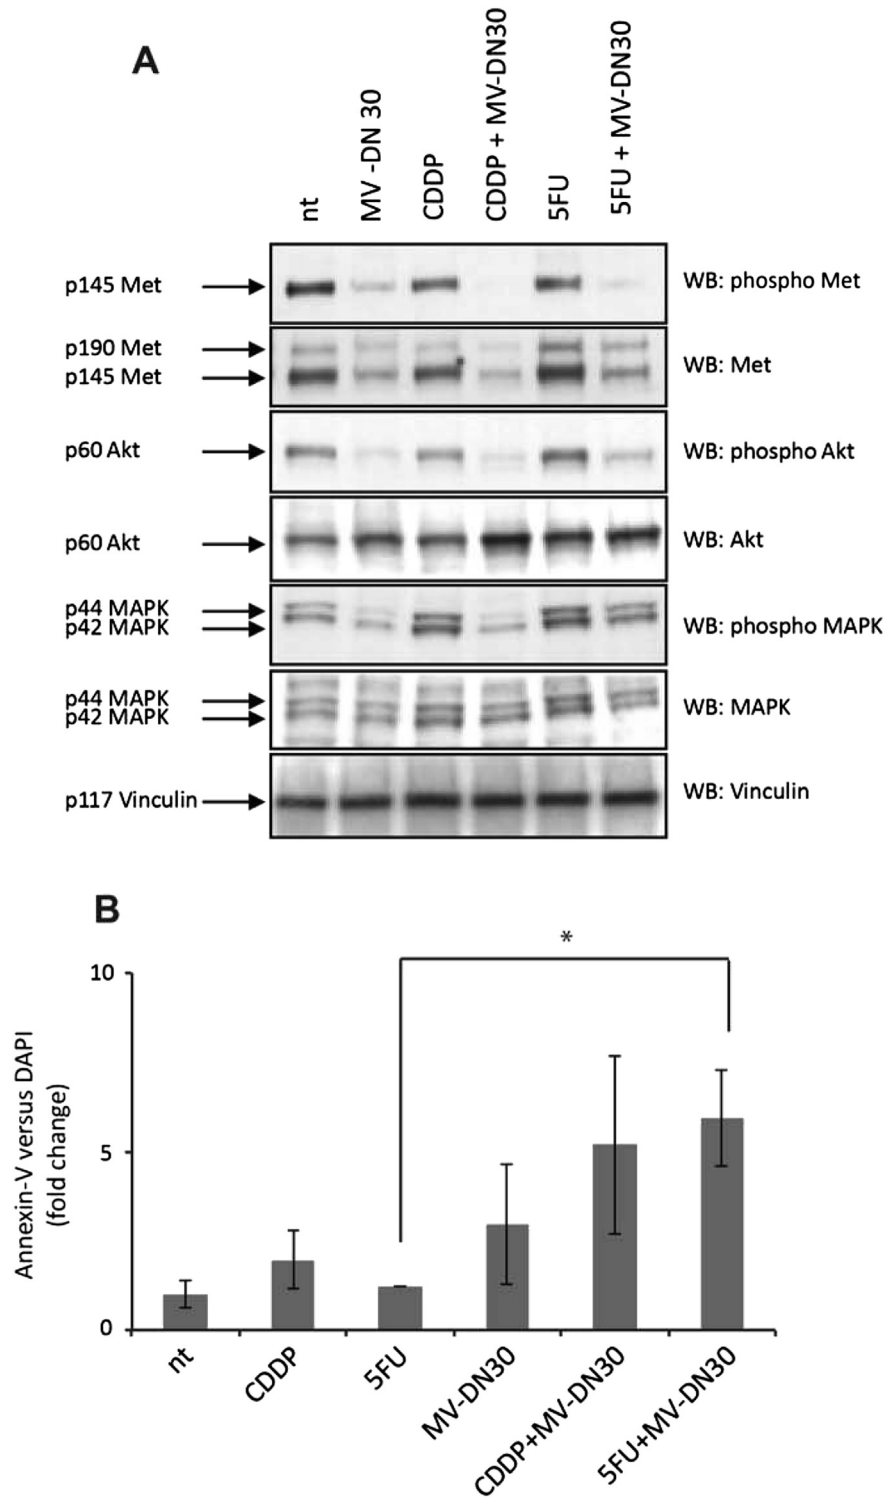 A
nt
MV -DN 30
CDDP
CDDP + MV-DN30
5FU
5FU + MV-DN30
p145 Met
WB: phospho Met
p190 Met
p145 Met
WB: Met
p60 Akt
WB: phospho Akt
p60 Akt
WB: Akt
p44 MAPK
p42 MAPK
WB: phospho MAPK
p44 MAPK
p42 MAPK
WB: MAPK
p117 Vinculin
WB: Vinculin
B
*
10
5
0
Annexin-V versus DAPI
(fold change)
nt
CDDP
5FU
MV-DN30
CDDP+MV-DN30
5FU+MV-DN30